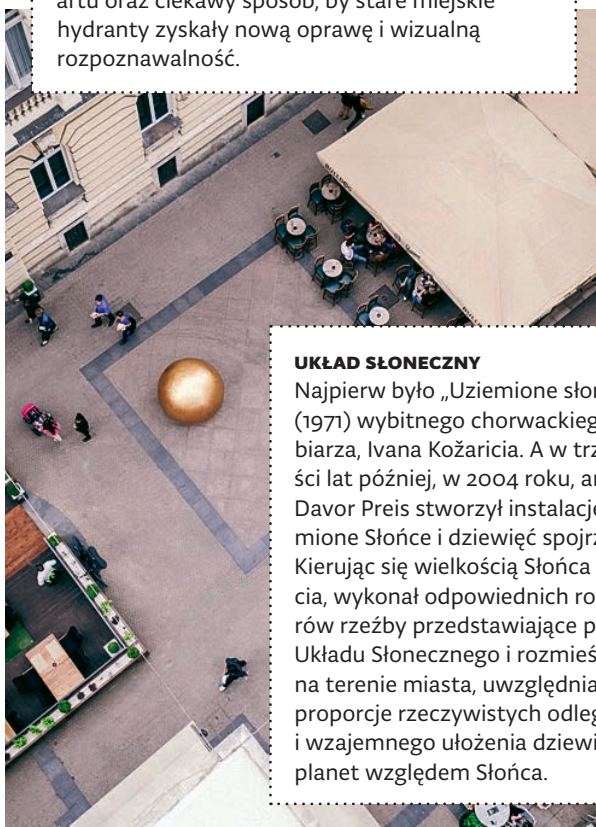 artu oraz ciekawy sposób, by stare miejskie
hydranty zyskały nową oprawę i wizualną
rozpoznawalność.
UKŁAD SŁONECZNY
Najpierw było „Uziemione sło
(1971) wybitnego chorwackieg
biarza, Ivana Kožaricia. A w trz
ści lat później, w 2004 roku, a
Davor Preis stworzył instalacj
mione Słońce i dziewięć spojrz
Kierując się wielkością Słońca
cia, wykonał odpowiednich ro
rów rzeźby przedstawiające p
Układu Słonecznego i rozmieś
na terenie miasta, uwzględnia
proporcje rzeczywistych odleg
i wzajemnego ułożenia dziewi
planet względem Słońca.